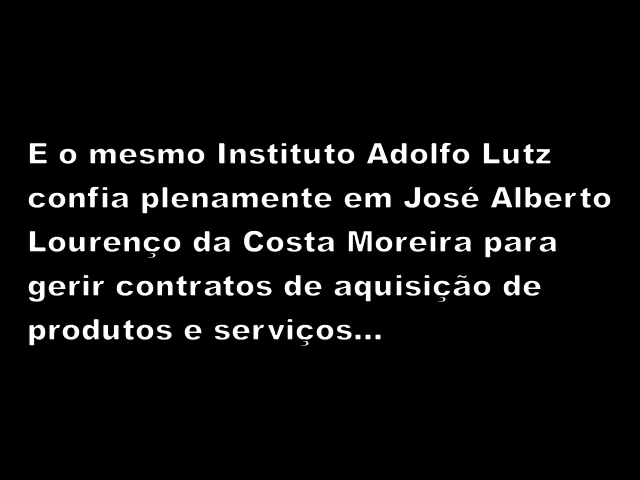 E o mesmo Instituto Adolfo Lutz
confia plenamente em José Alberto
Lourenço da Costa Moreira para
gerir contratos de aquisição de
produtos e serviços...